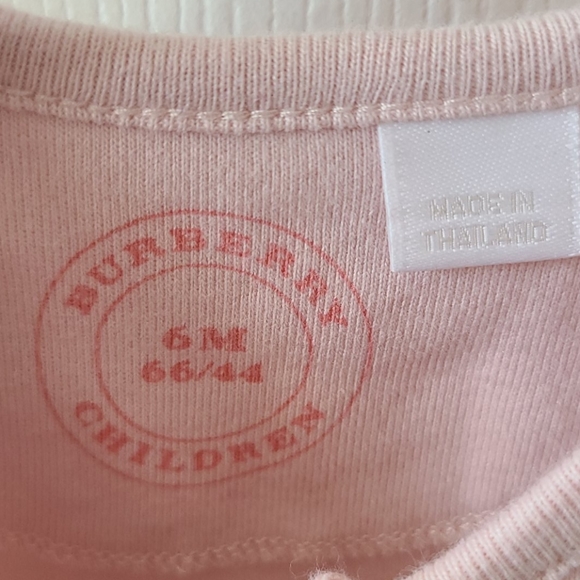 BURBERRY
6M
66/44
CHILDREN
MADE IN
THAILAND